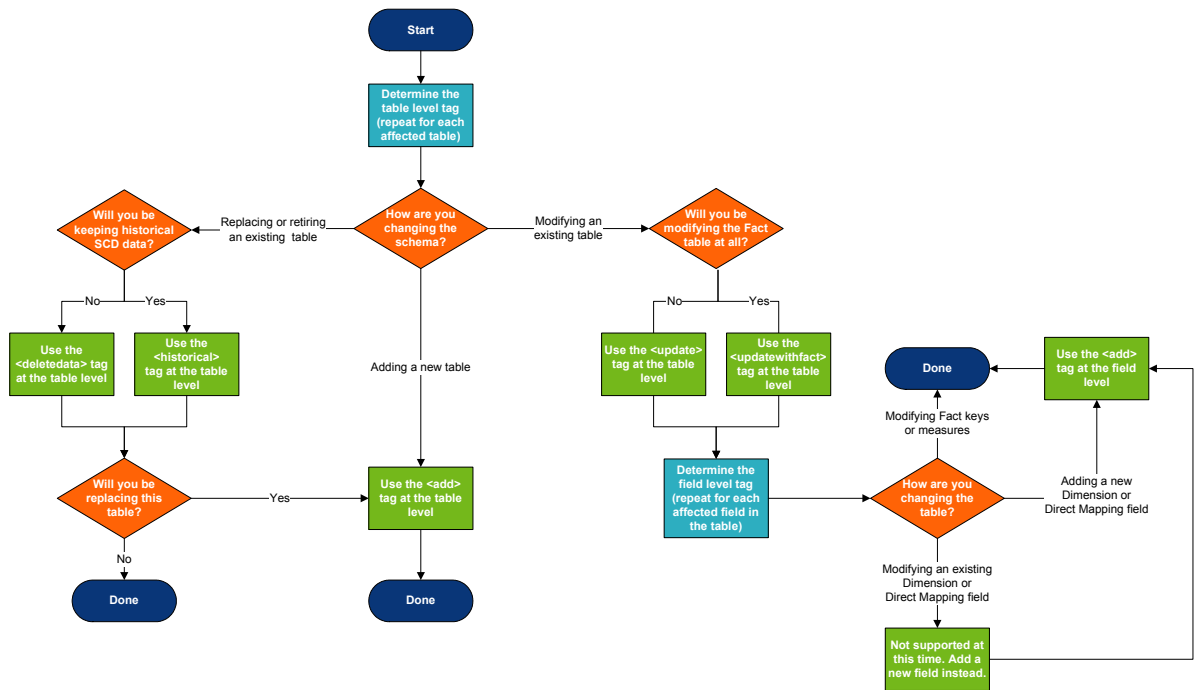 Start
Determine the
table level tag
(repeat for each
affected table)
Will you be
keeping historical
SCD data?
Replacing or retiring
an existing table
How are you
changing the
schema?
Modifying an
existing table
Will you be
modifying the Fact
table at all?
No
Yes
No
Yes
Use the
<deletedata> tag
at the table level
Use the
<historical>
tag at the table
level
Adding a new table
Use the <update>
tag at the table
level
Use the
<updatewithfact>
tag at the table
level
Done
Use the <add>
tag at the field
level
Modifying Fact keys
or measures
Will you be
replacing this
table?
Yes
Use the <add>
tag at the table
level
Determine the
field level tag
(repeat for each
affected field in
the table)
How are you
changing the
table?
Adding a new
Dimension or
Direct Mapping field
No
Modifying an existing
Dimension or
Direct Mapping field
Done
Done
Not supported at
this time. Add a
new field instead.